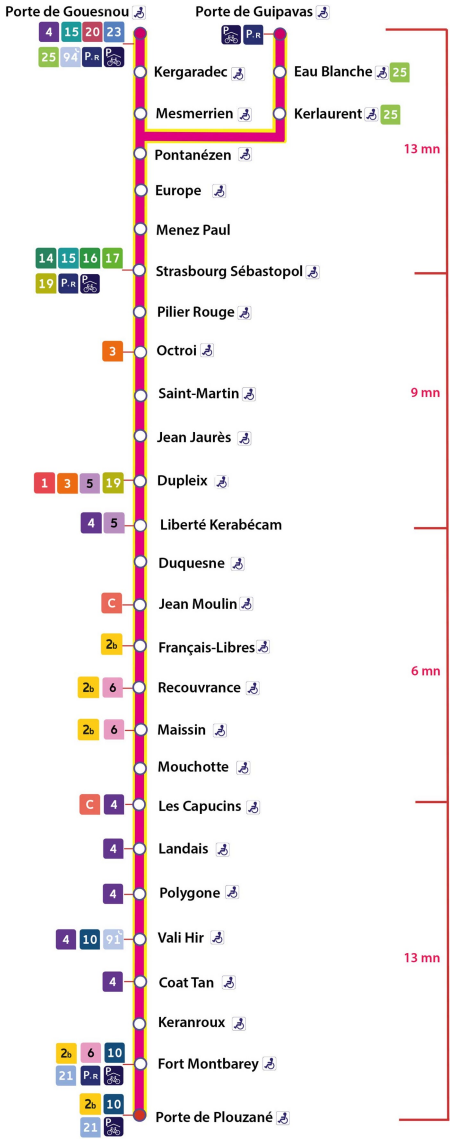 Porte de Gouesnou
Porte de Guipavas
4 15 20 23
25 94 P+R P
P P+R
Kergaradec
Eau Blanche 25
Mesmerrien
Kerlaurent 25
13 mn
Pontanézen
Europe
Menez Paul
14 15 16 17
19 P+R P
Strasbourg Sébastopol
Pilier Rouge
3 Octroi
Saint-Martin
9 mn
Jean Jaurès
1 3 5 19 Dupleix
4 5 Liberté Kerabécam
Duquesne
C Jean Moulin
2b Français-Libres
6 mn
2b 6 Recouvrance
2b 6 Maissin
Mouchotte
C 4 Les Capucins
4 Landais
4 Polygone
4 10 91 Vali Hir
13 mn
4 Coat Tan
Keranroux
2b 6 10
21 P+R P
Fort Montbarey
2b 10
21 P
Porte de Plouzané